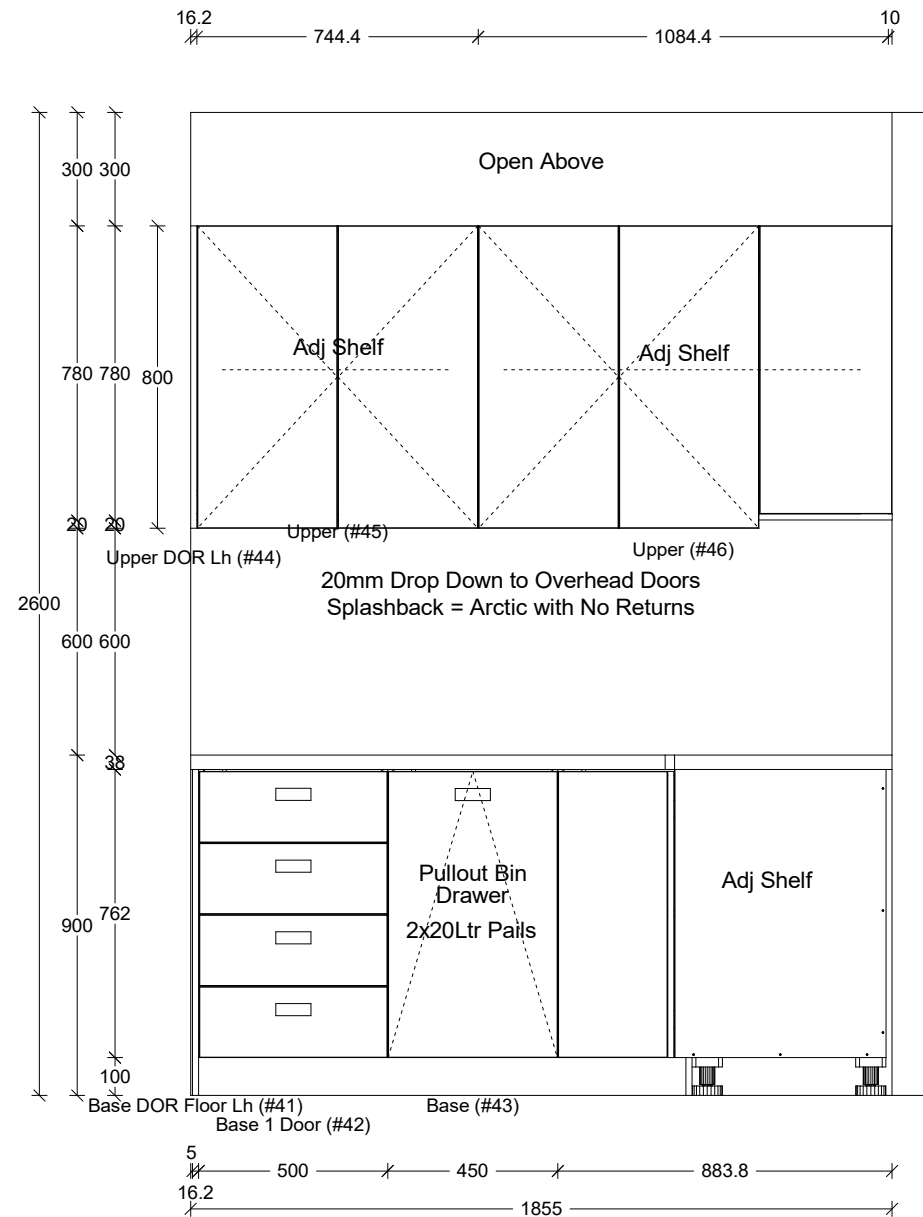 16.2
10
744.4
1084.4
300
300
Open Above
Adj Shelf
Adj Shelf
780
780
800
20
20
Upper (#45)
Upper DOR Lh (#44)
Upper (#46)
20mm Drop Down to Overhead Doors
Splashback = Arctic with No Returns
2600
600
600
38
Pullout Bin
Drawer
2x20Ltr Pails
Adj Shelf
900
762
100
Base DOR Floor Lh (#41)
Base (#43)
Base 1 Door (#42)
5
500
450
883.8
16.2
1855